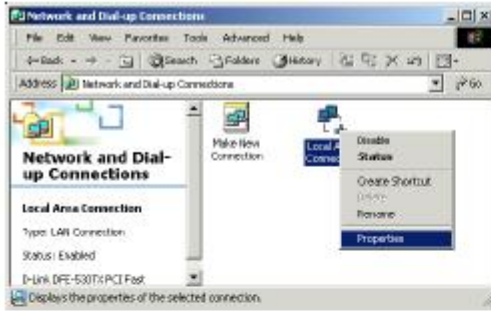 Network and Dial-up Connections
File Edit View Favorites Tools Advanced Help
Back Search Folders History
Address Network and Dial-up Connections Go
Network and Dial-
up Connections
Local Area Connection
Type: LAN Connection
Status: Enabled
D-Link DFE-530TX PCI Fast
Make New
Connection
Local A
Connec
Disable
Status
Create Shortcut
Delete
Rename
Properties
Displays the properties of the selected connection.